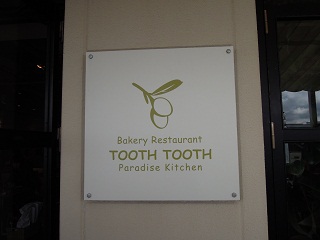 Bakery Restaurant
TOOTH TOOTH
Paradise Kitchen